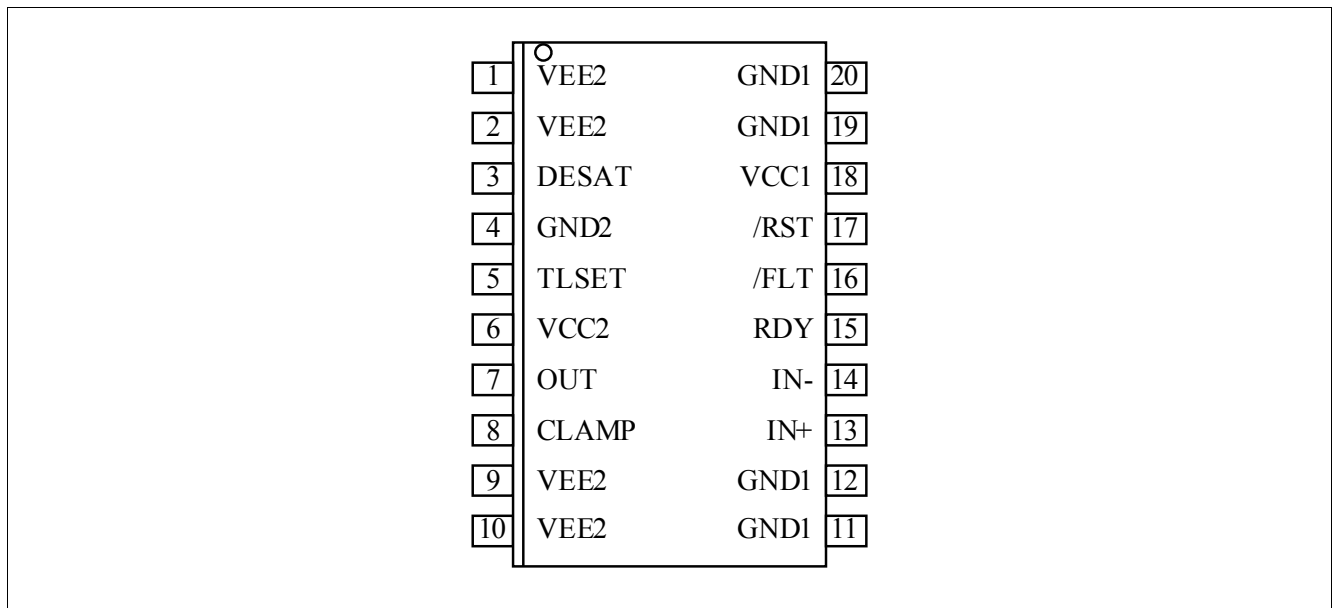 1 VEE2 GND1 20
2 VEE2 GND1 19
3 DESAT VCC1 18
4 GND2 /RST 17
5 TLSET /FLT 16
6 VCC2 RDY 15
7 OUT IN- 14
8 CLAMP IN+ 13
9 VEE2 GND1 12
10 VEE2 GND1 11